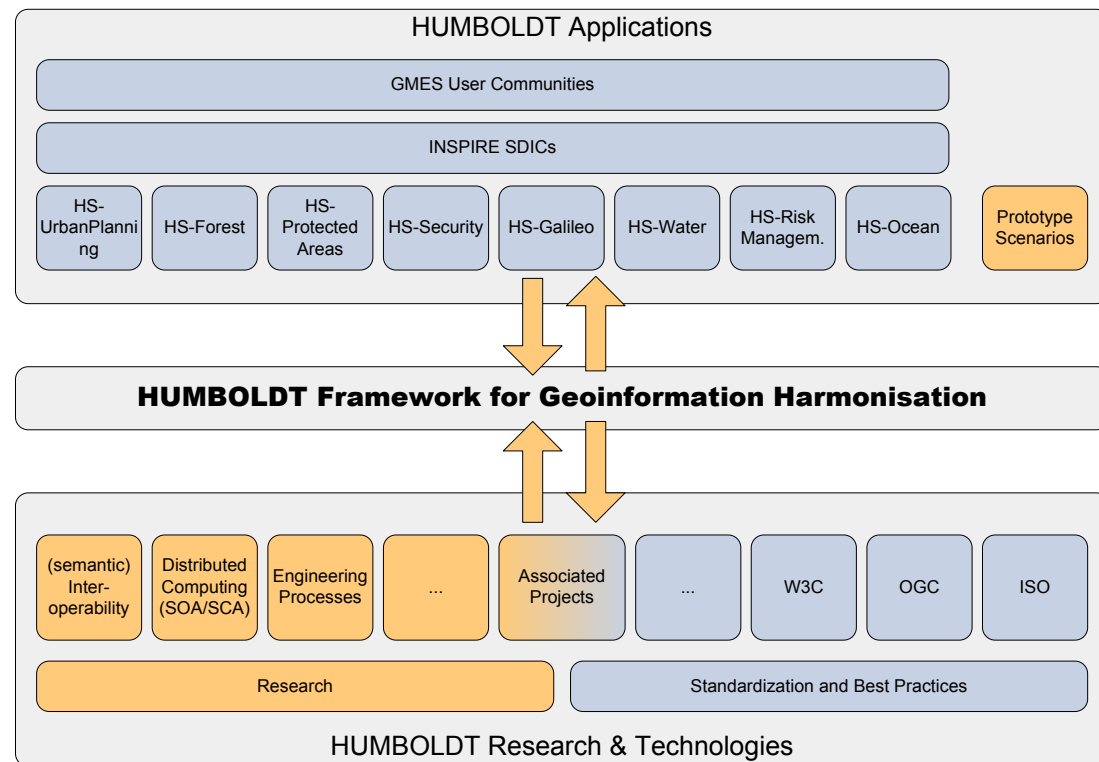 HUMBOLDT Applications
GMES User Communities
INSPIRE SDICs
HS-
UrbanPlanni
ng
HS-Forest
HS-
Protected
Areas
HS-Security
HS-Galileo
HS-Water
HS-Risk
Managem.
HS-Ocean
Prototype
Scenarios
HUMBOLDT Framework for Geoinformation Harmonisation
(semantic)
Inter-
operability
Distributed
Computing
(SOA/SCA)
Engineering
Processes
...
Associated
Projects
...
W3C
OGC
ISO
Research
Standardization and Best Practices
HUMBOLDT Research & Technologies